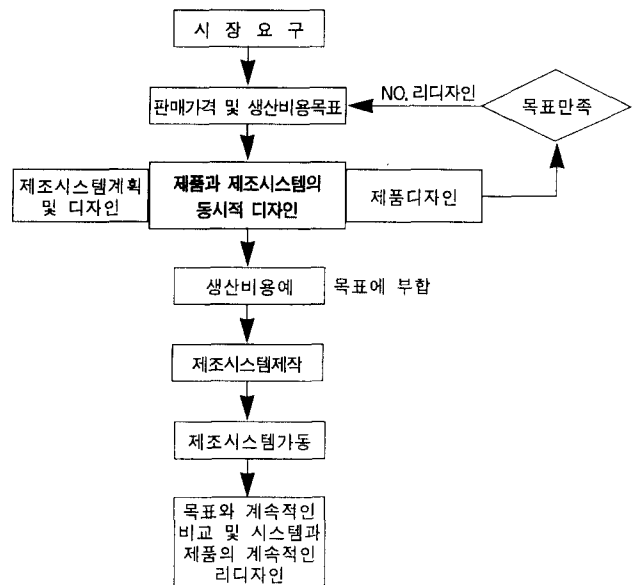 시 장 요 구
판매가격 및 생산비용목표
NO, 리디자인
목표만족
제조시스템계획
및 디자인
제품과 제조시스템의
동시적 디자인
제품디자인
생산비용예
목표에 부합
제조시스템제작
제조시스템가동
목표와 계속적인
비교 및 시스템과
제품의 계속적인
리디자인